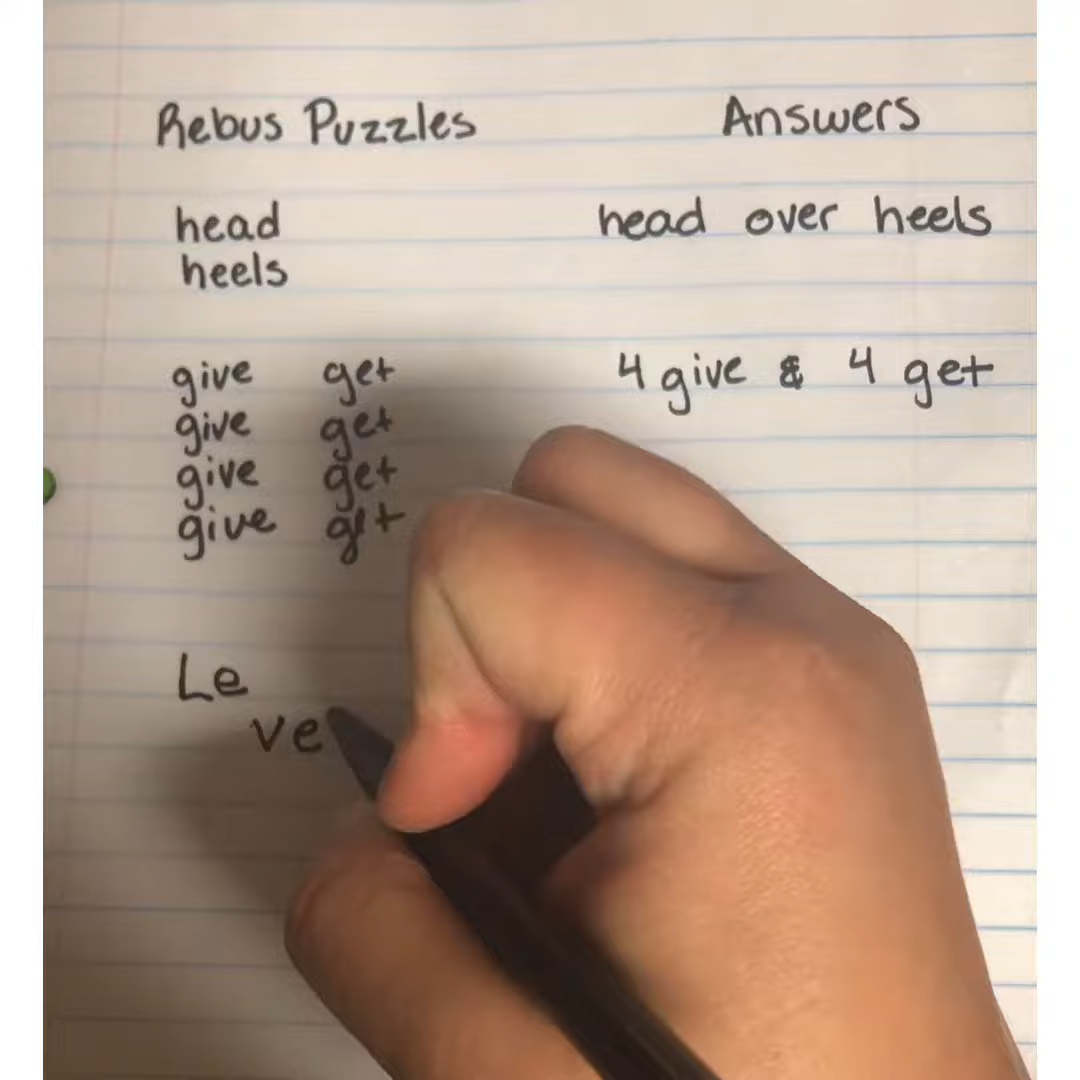 Rebus Puzzles Answers
head head over heels
heels
give get 4 give & 4 get
give get
give get
give get
Le
ve